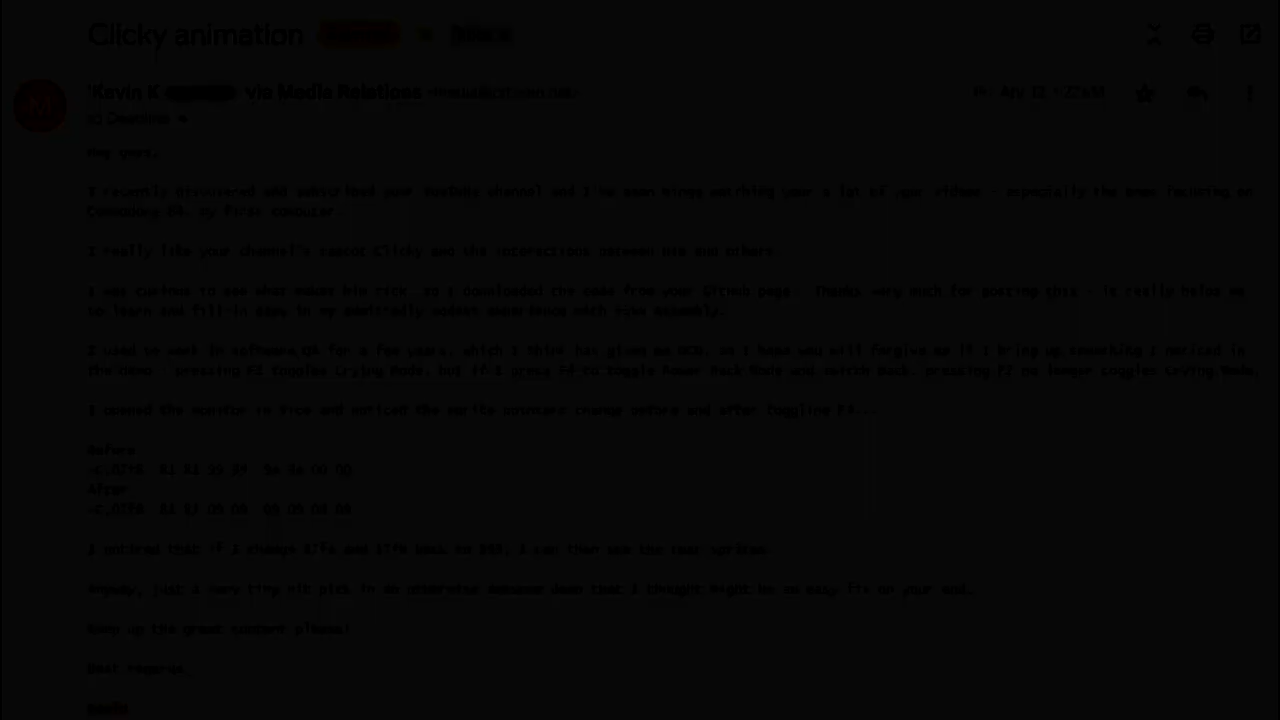 Clicky animation
'Kevin K via Media Relations
to Creations
Hey guys,
I recently discovered and subscribed your YouTube channel and I've been binge watching your a lot of your videos - especially the ones focusing on
Commodore 64, my first computer.
I really like your channel's mascot Clicky and the interactions between him and others.
I was curious to see what makes him tick, so I downloaded the code from your Github page. Thanks very much for posting this - it really helps me
to learn and fill in gaps in my admittedly modest experience with 65xx assembly.
I used to work in software QA for a few years, which I think has given me OCD, so I hope you will forgive me if I bring up something I noticed in
the demo - pressing F2 toggles Crying Mode, but if I press F4 to toggle Power Back Mode and switch back, pressing F2 no longer toggles Crying Mode.
I opened the monitor in Vice and noticed the sprite pointers change before and after toggling
Before
After
I noticed that if I change and back to I can then see the tear sprites.
Anyway, just a very tiny nit pick in an otherwise awesome demo that I thought might be an easy fix on your end.
Keep up the great content please!
Best regards,
Kevin